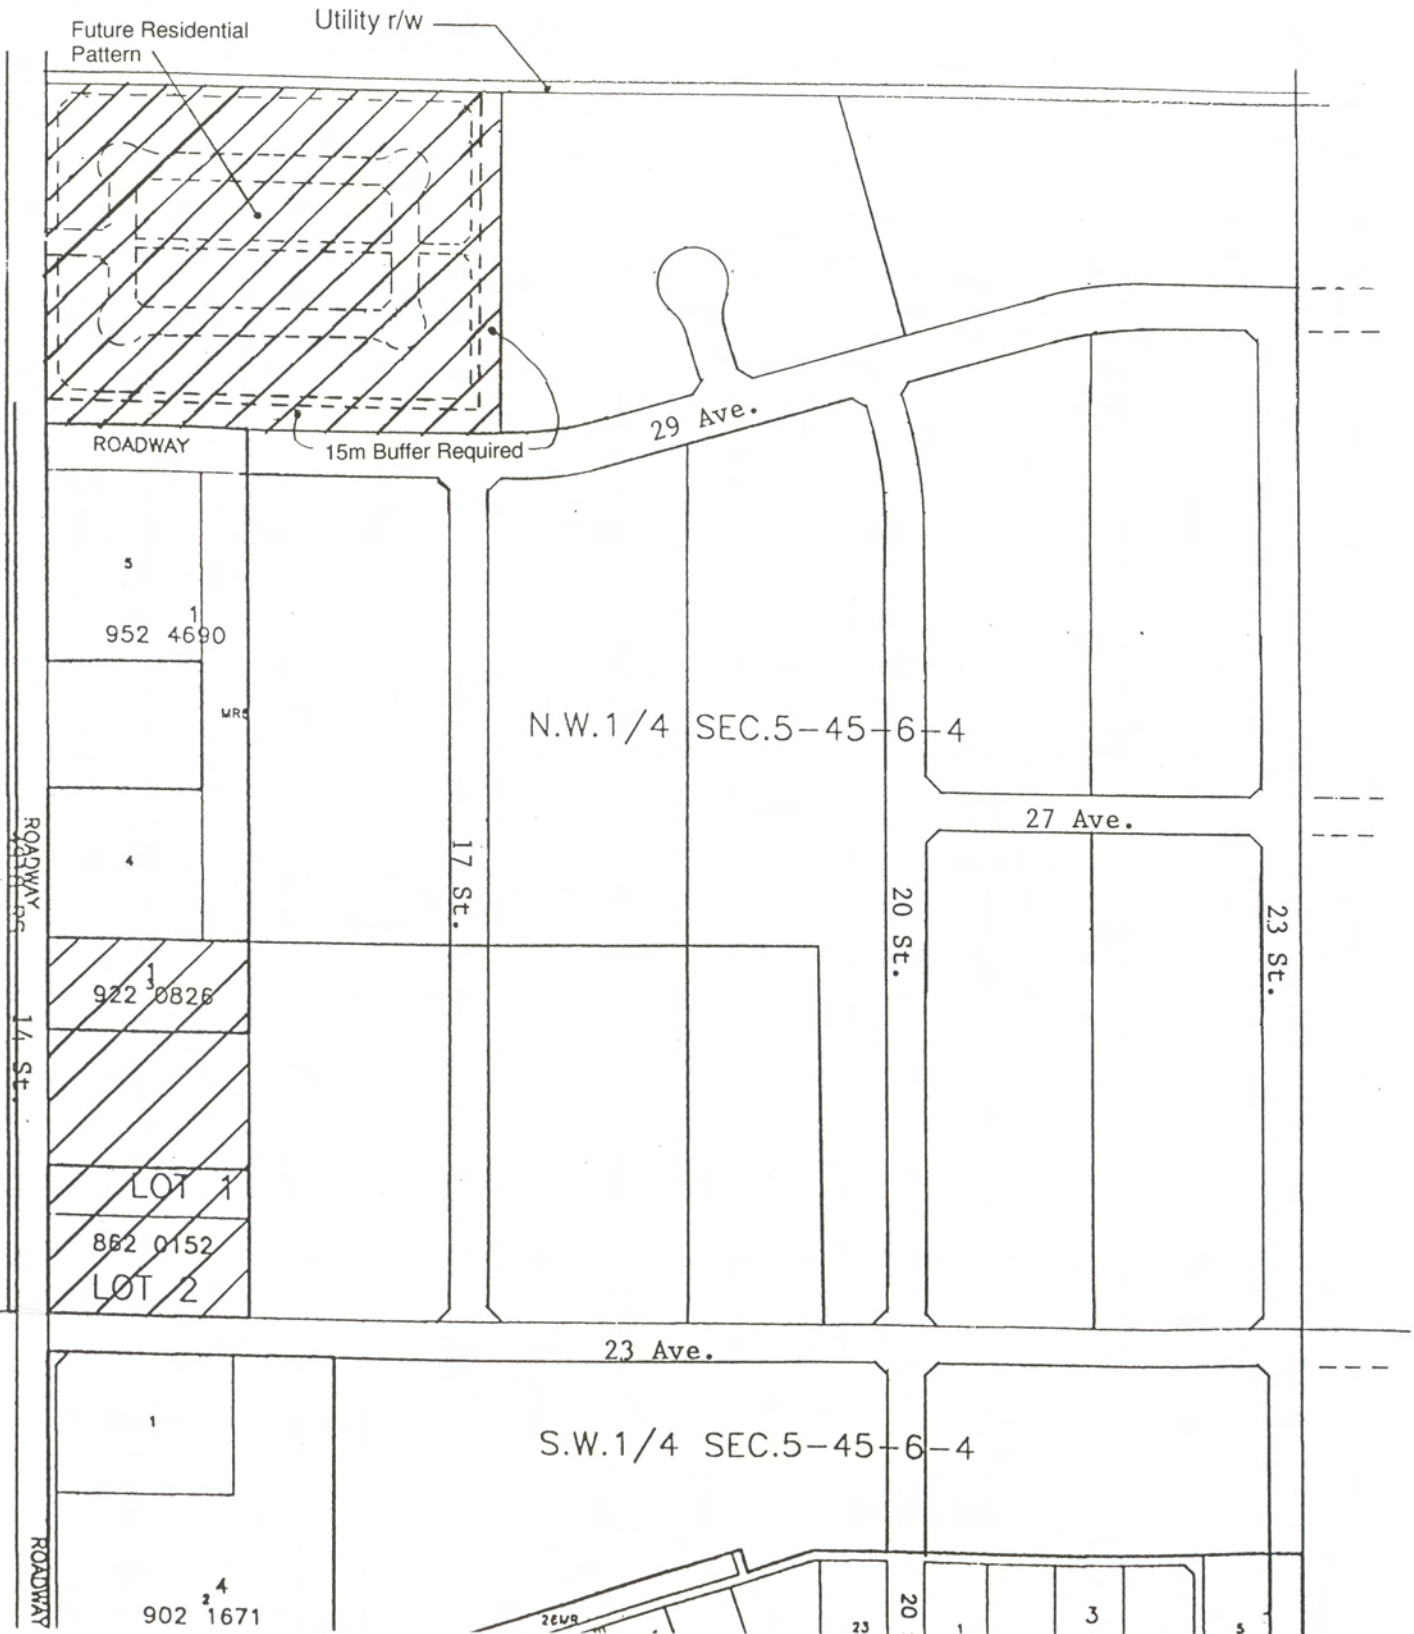 Future Residential
Pattern
Utility r/w
ROADWAY
15m Buffer Required
29 Ave.
5
1
952 4690
MR5
N.W.1/4 SEC.5-45-6-4
27 Ave.
ROADWAY
4
17 St.
20 St.
23 St.
1
3
922 0826
14 St.
LOT 1
862 0152
LOT 2
23 Ave.
1
S.W.1/4 SEC.5-45-6-4
ROADWAY
4
2
902 1671
23
20
1
3
5